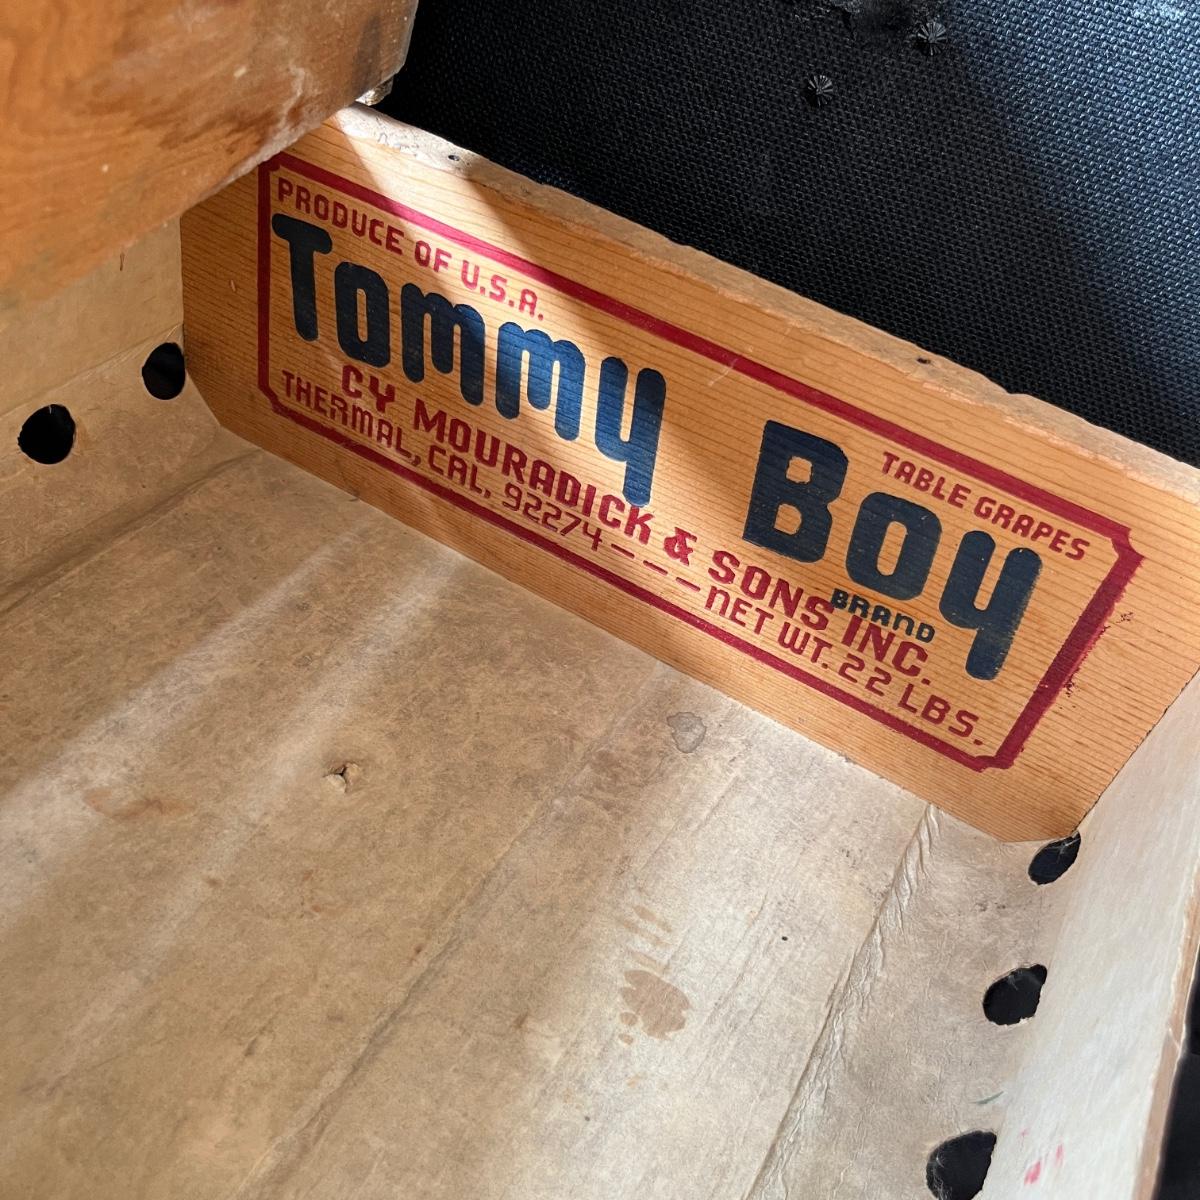 PRODUCE OF U.S.A.
Tommy Boy
TABLE GRAPES
BRAND
CY MOURADICK & SONS INC.
THERMAL, CAL, 92274 – – – – NET WT. 22 LBS.